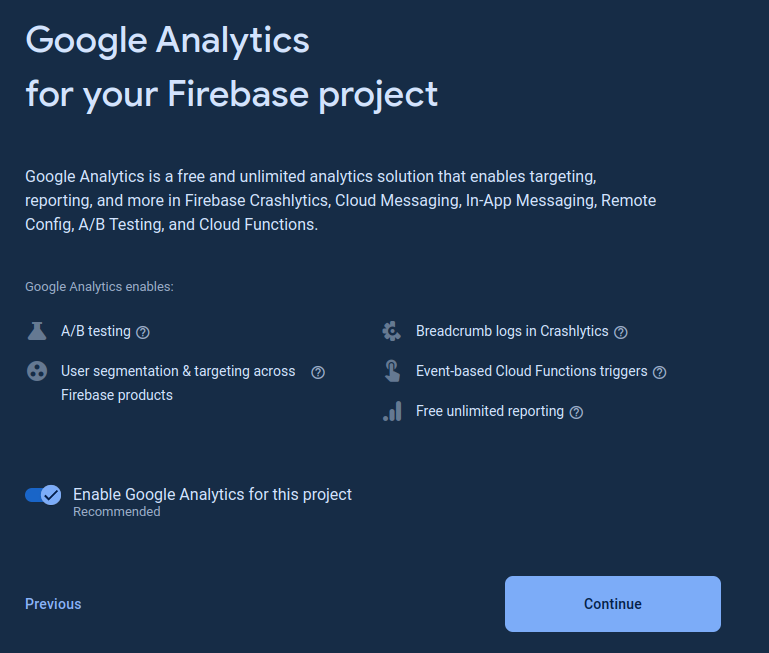 Google Analytics
for your Firebase project
Google Analytics is a free and unlimited analytics solution that enables targeting,
reporting, and more in Firebase Crashlytics, Cloud Messaging, In-App Messaging, Remote
Config, A/B Testing, and Cloud Functions.
Google Analytics enables:
A/B testing
User segmentation & targeting across
Firebase products
Breadcrumb logs in Crashlytics
Event-based Cloud Functions triggers
Free unlimited reporting
Enable Google Analytics for this project
Recommended
Previous
Continue